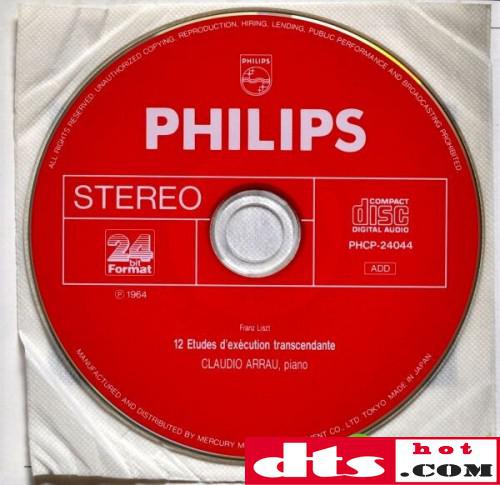 ALL RIGHTS RESERVED. UNAUTHORIZED COPYING, REPRODUCTION, HIRING, LENDING, PUBLIC PERFORMANCE AND BROADCASTING PROHIBITED.
PHILIPS
PHILIPS
STEREO
COMPACT
disc
DIGITAL AUDIO
PHCP-24044
ADD
24
bit
Format
℗ 1964
Franz Liszt
12 Etudes d'exècution transcendante
CLAUDIO ARRAU, piano
MANUFACTURED AND DISTRIBUTED BY MERCURY CO., LTD. TOKYO MADE IN JAPAN
dts hot
.COM